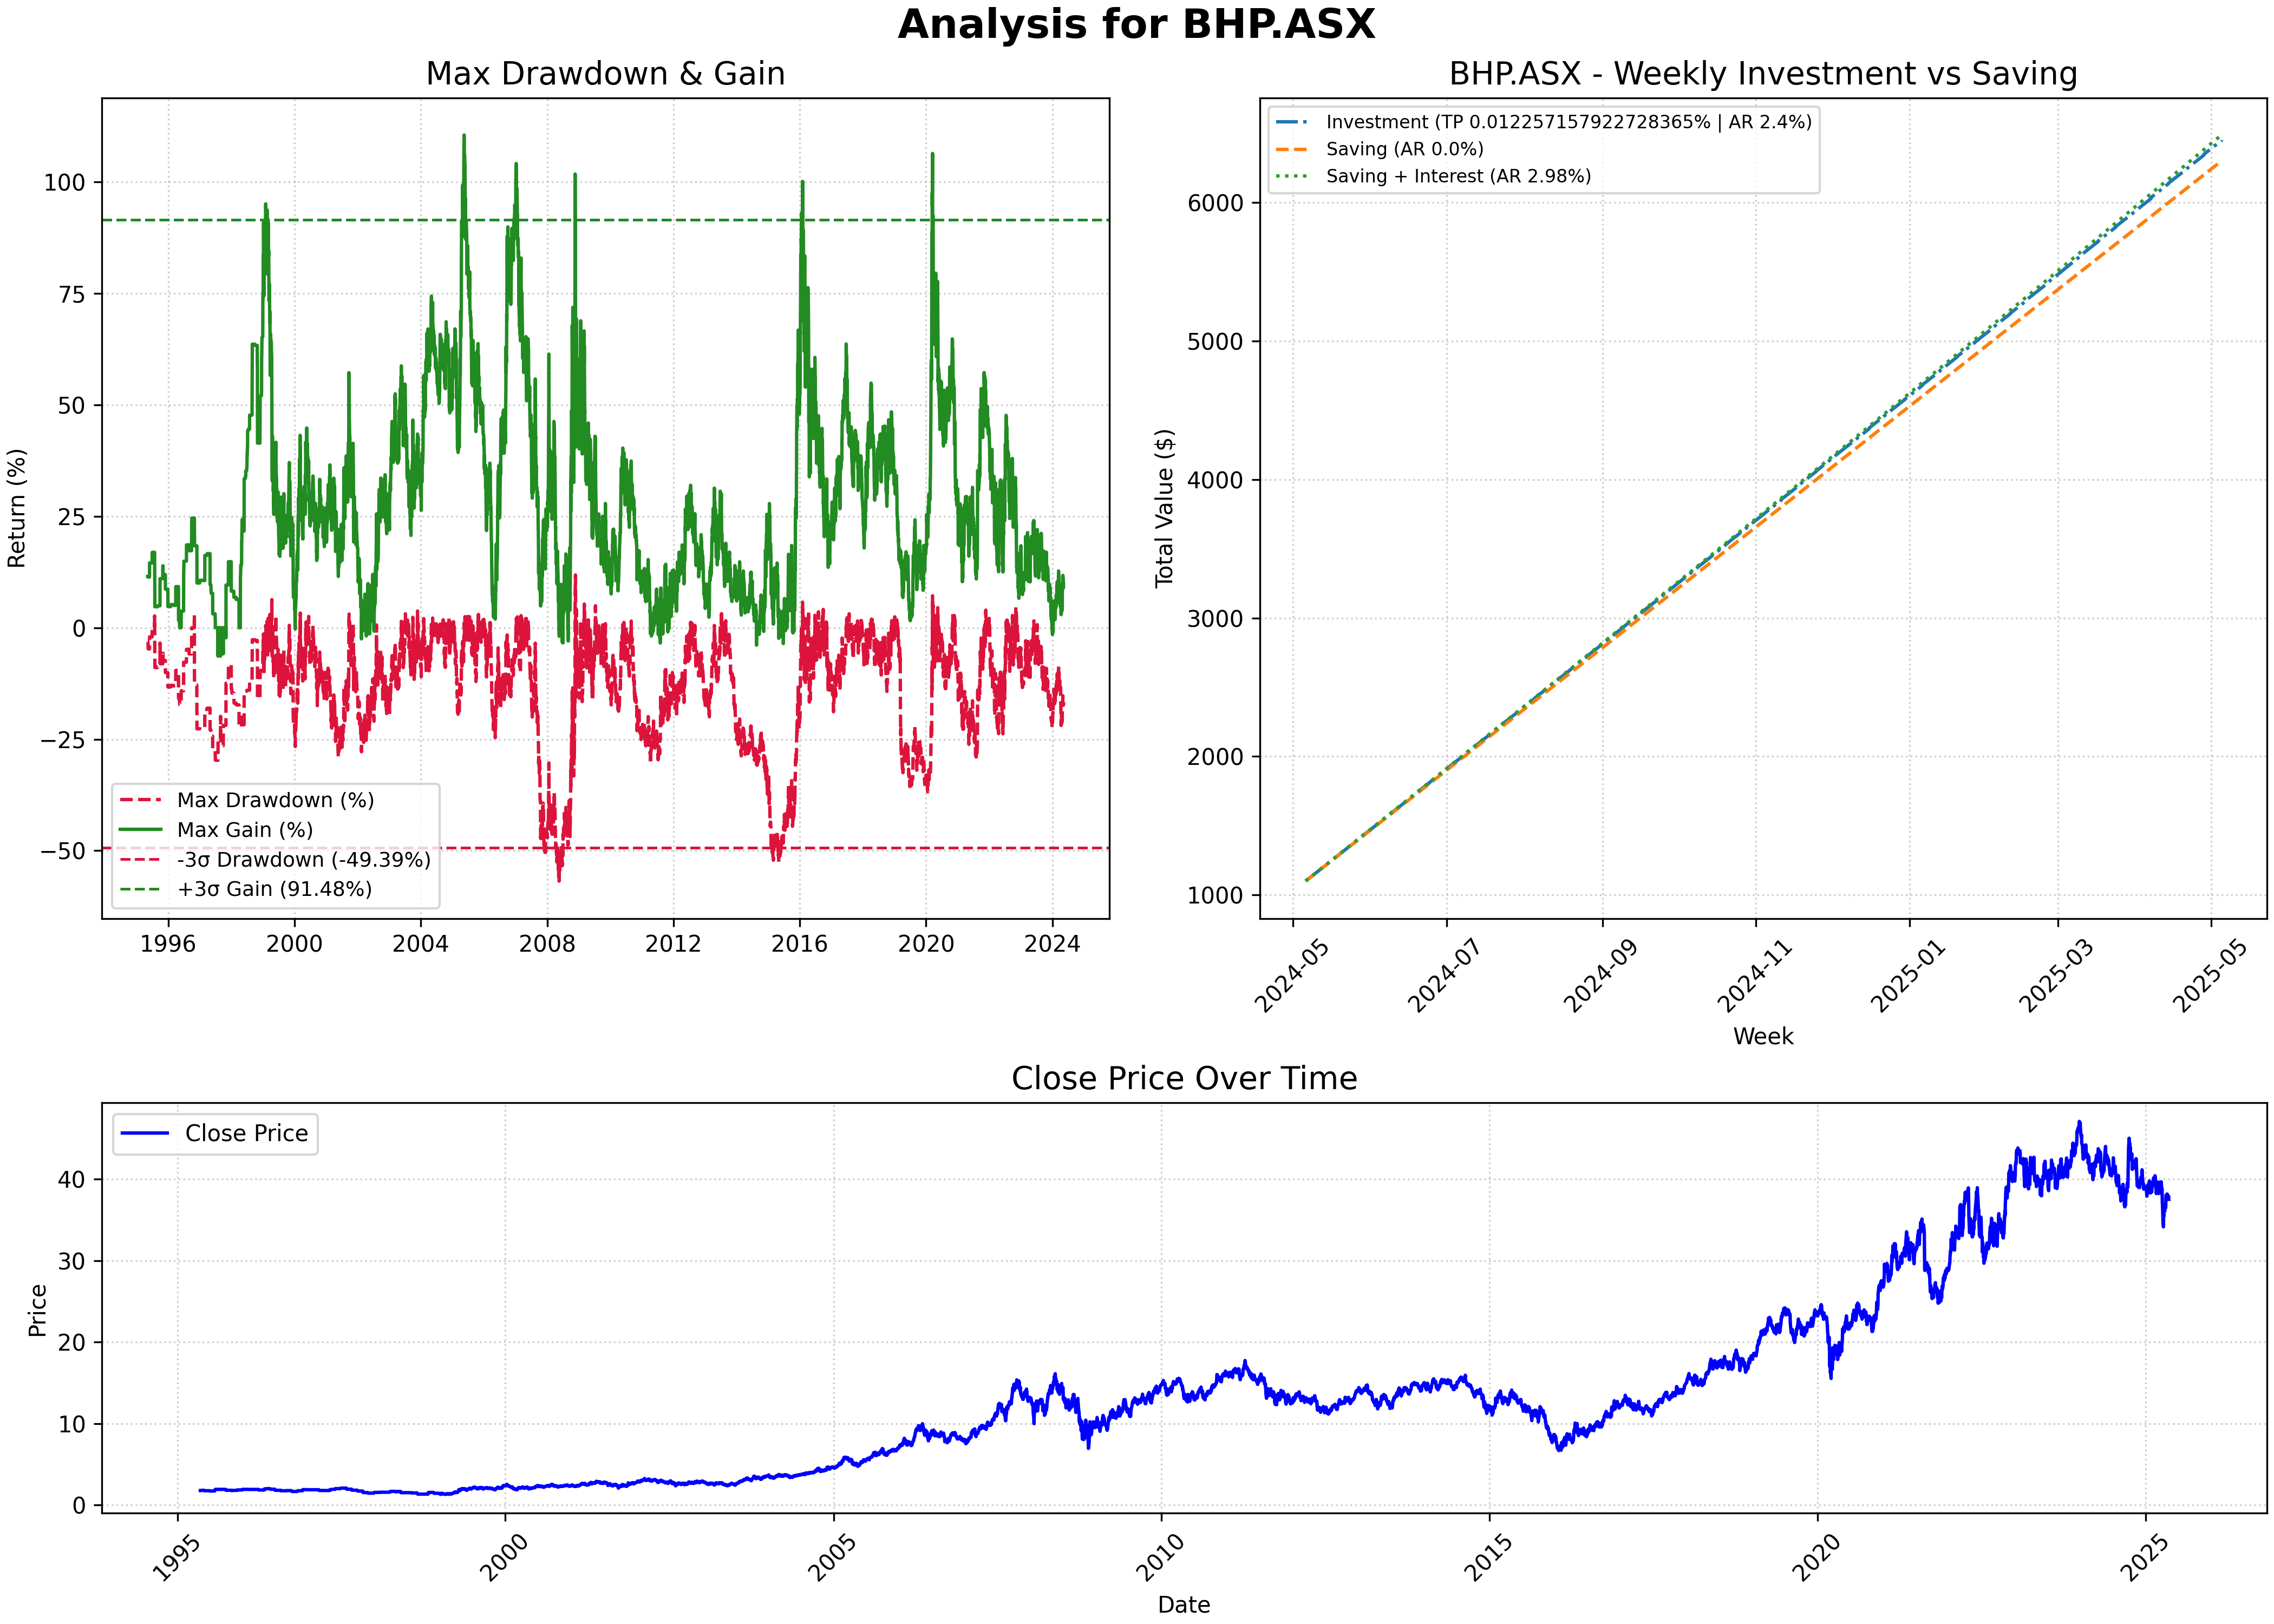 Analysis for BHP.ASX
Max Drawdown & Gain
Return (%)
100
75
50
25
0
−25
−50
Max Drawdown (%)
Max Gain (%)
-3σ Drawdown (-49.39%)
+3σ Gain (91.48%)
1996 2000 2004 2008 2012 2016 2020 2024
BHP.ASX - Weekly Investment vs Saving
Investment (TP 0.012257157922728365% | AR 2.4%)
Saving (AR 0.0%)
Saving + Interest (AR 2.98%)
Total Value ($)
6000
5000
4000
3000
2000
1000
2024-05 2024-07 2024-09 2024-11 2025-01 2025-03 2025-05
Week
Close Price Over Time
Close Price
Price
40
30
20
10
0
1995 2000 2005 2010 2015 2020 2025
Date